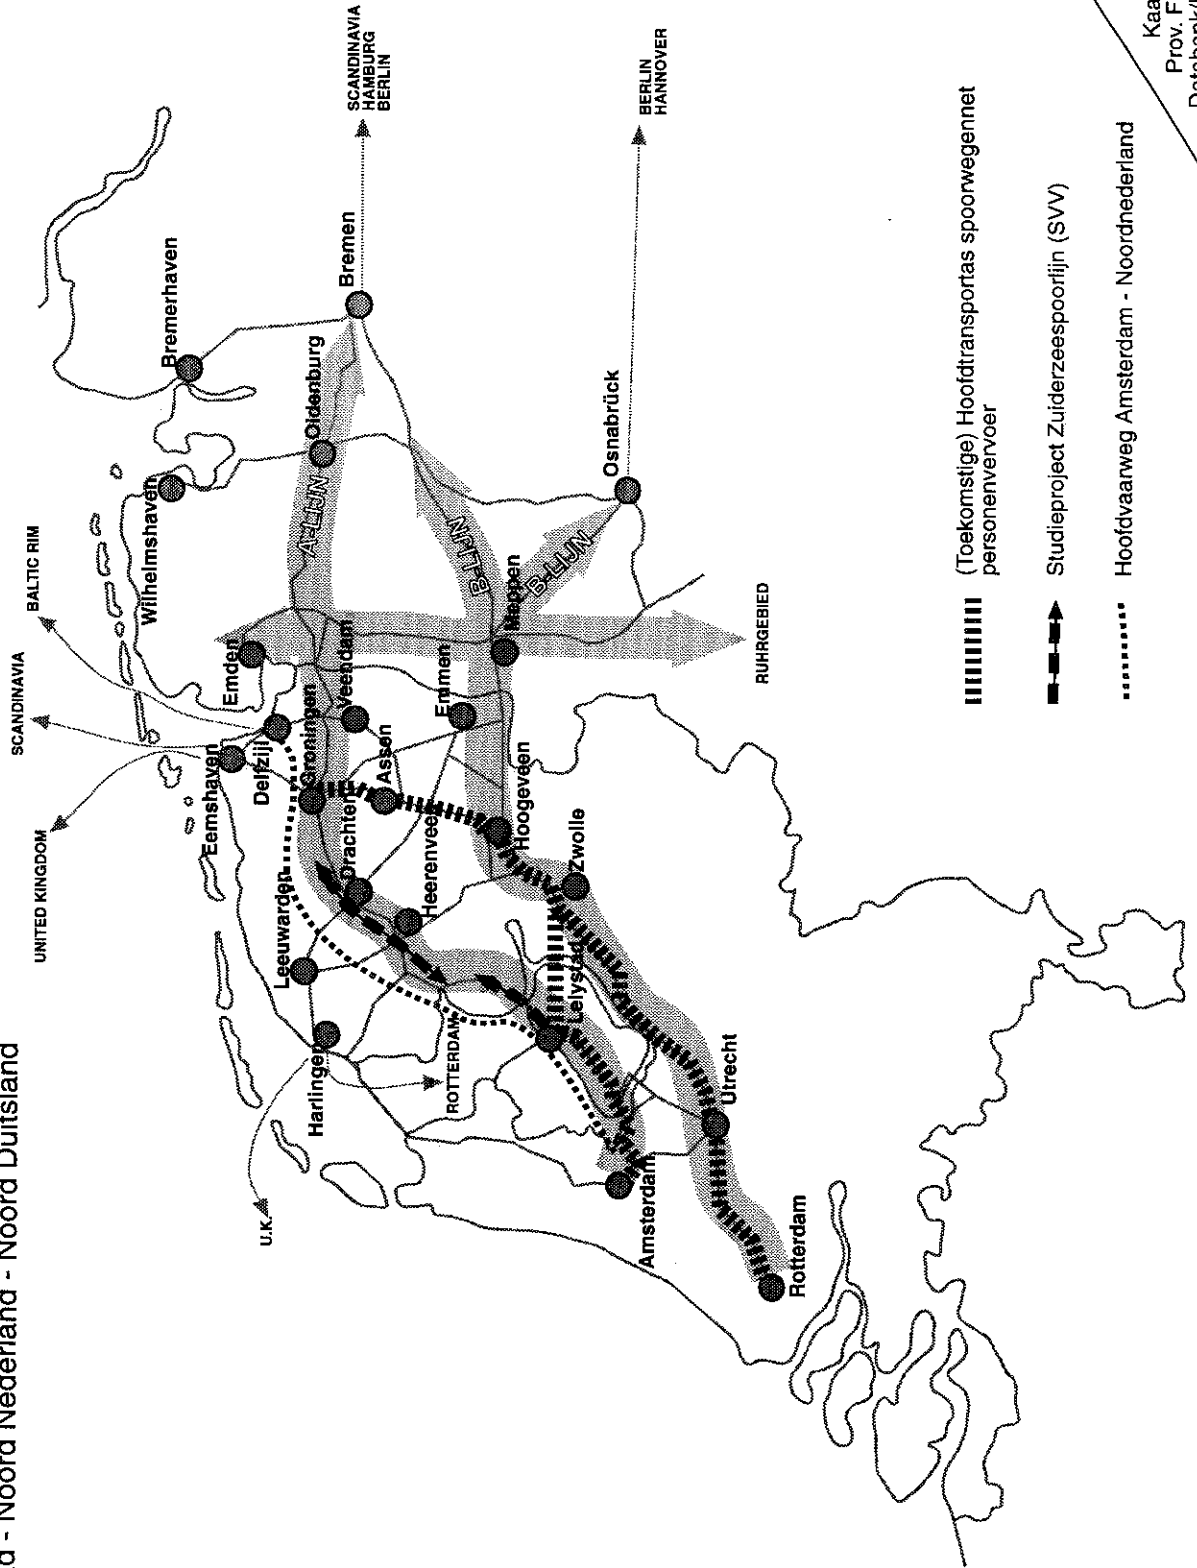 d - Noord Nederland - Noord Duitsland
UNITED KINGDOM
SCANDINAVIA
BALTIC RIM
U.K.
Harlingen
Leeuwarden
Eemshaven
Delfzijl
Emden
Wilhelmshaven
Bremerhaven
Groningen
Veendam
A-LIJN
Oldenburg
Bremen
SCANDINAVIA
HAMBURG
BERLIN
Drachten
Assen
Heerenveen
Emmen
ROTTERDAM
Hoogeveen
Meppen
B-LIJN
B-LIJN
Lelystad
Zwolle
Osnabrück
BERLIN
HANNOVER
Amsterdam
Utrecht
Rotterdam
RUHRGEBIED
(Toekomstige) Hoofdtransportas spoorwegennet
personenvervoer
Studieproject Zuiderzeespoorlijn (SVV)
Hoofdvaarweg Amsterdam - Noordnederland
Kaa
Prov. F
Databank/